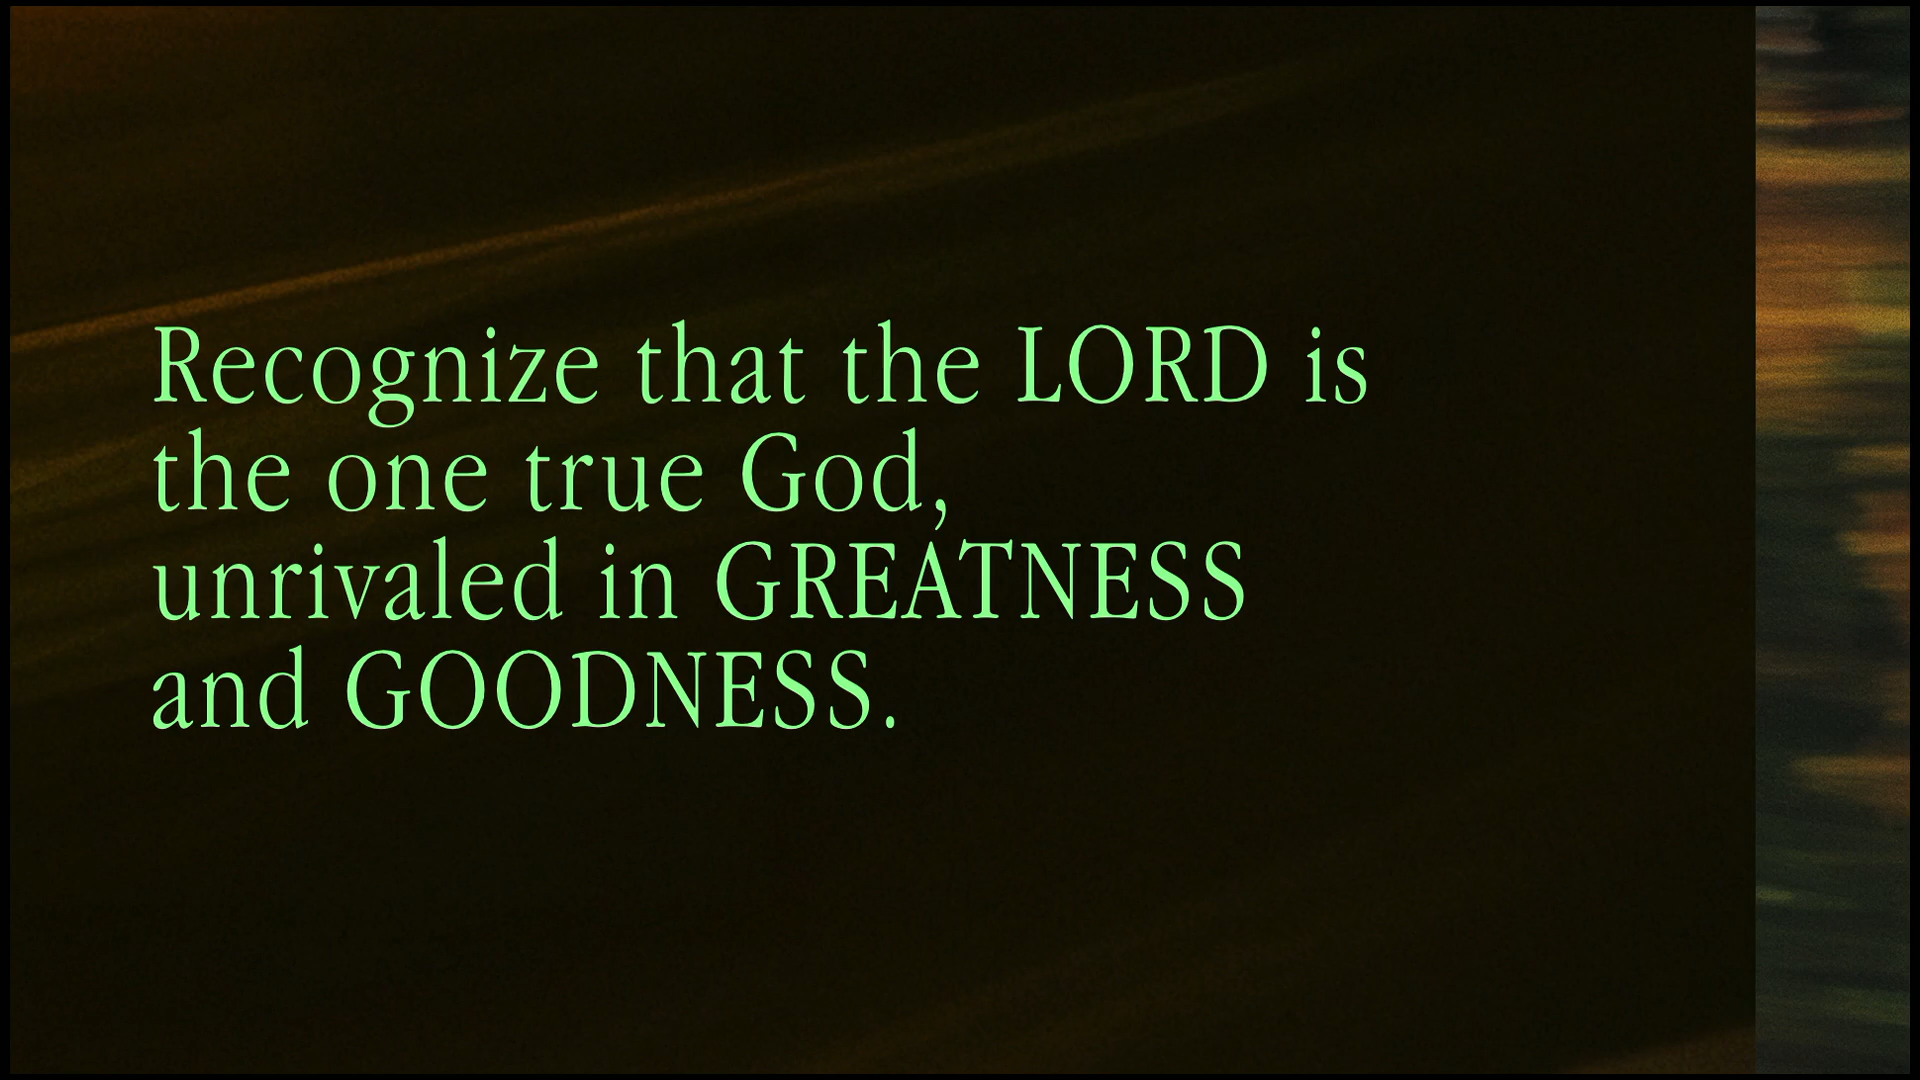 Recognize that the LORD is
the one true God,
unrivaled in GREATNESS
and GOODNESS.